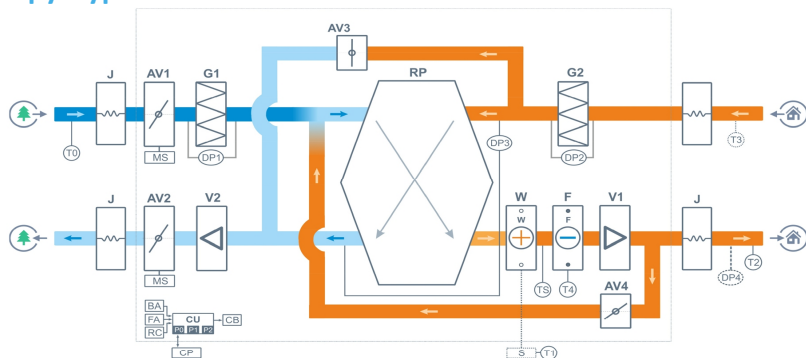 AV3
J
AV1
G1
RP
G2
T0
MS
DP1
DP3
DP2
T3
J
AV2
V2
W
F
V1
J
W
F
MS
TS
T4
DP4
T2
AV4
BA
FA
RC
CU
CB
P0 P1 P2
CP
S
T1